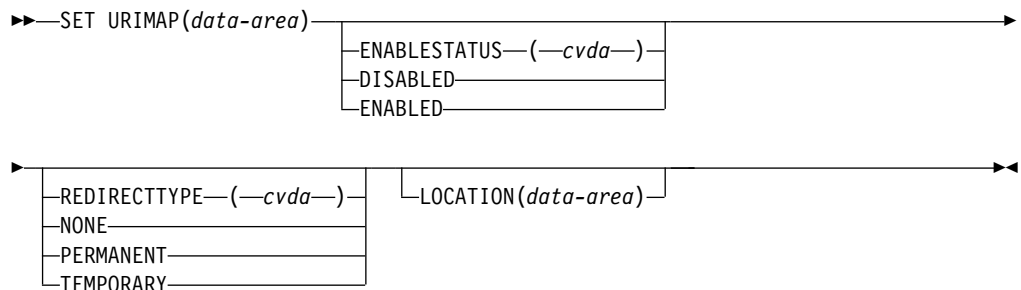 SET URIMAP(data-area)
ENABLESTATUS ( cvda )
DISABLED
ENABLED
REDIRECTTYPE ( cvda )
LOCATION(data-area)
NONE
PERMANENT
TEMPORARY